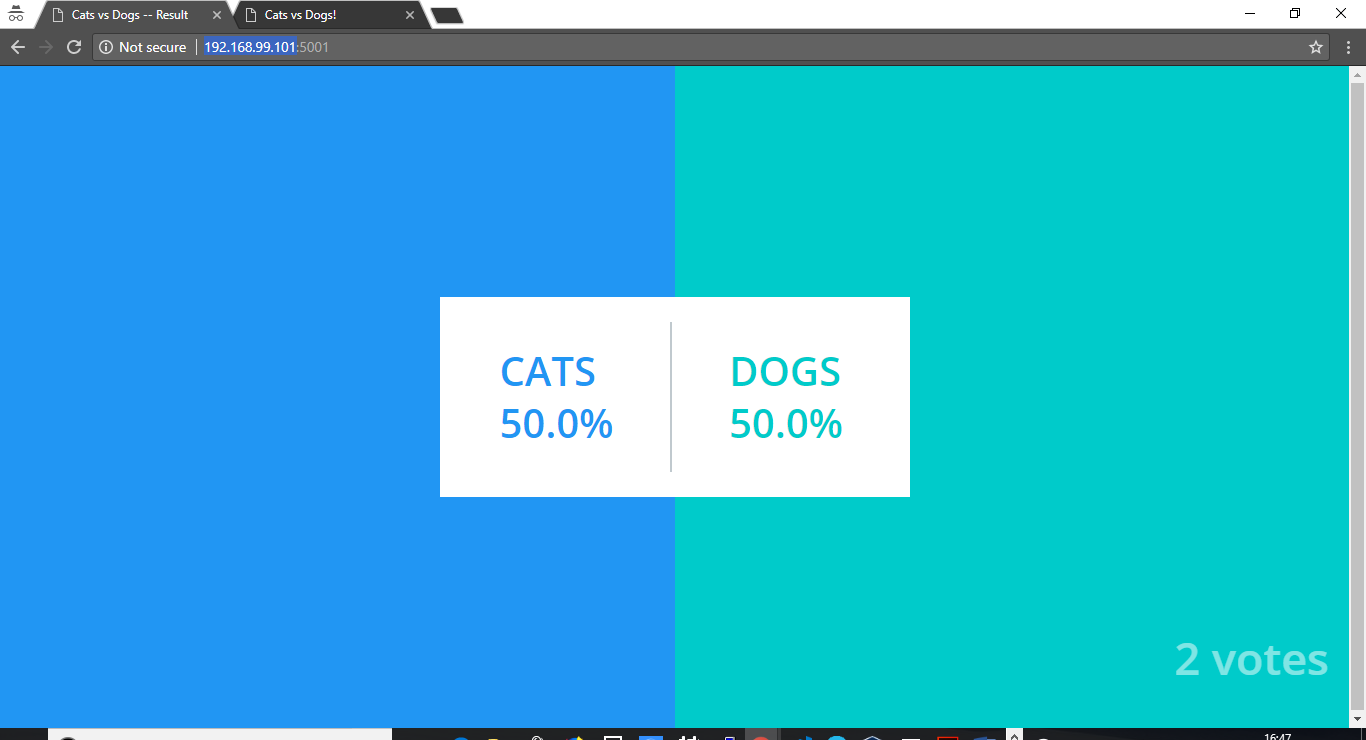 Cats vs Dogs -- Result
Cats vs Dogs!
Not secure
192.168.99.101:5001
CATS
50.0%
DOGS
50.0%
2 votes
16:47